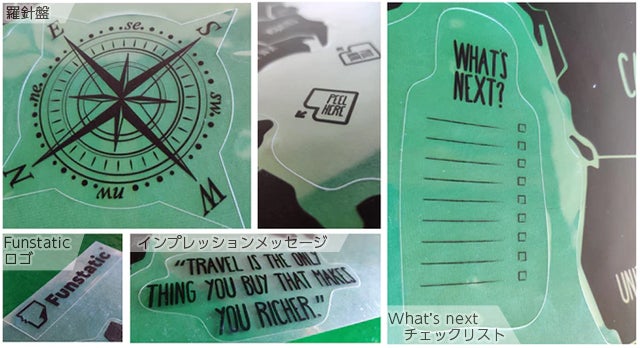 羅針盤
E
se.
S
ne.
sw.
N
nw
W
PEEL
HERE
WHAT'S
NEXT?
Funstatic
ロゴ
Funstatic
インプレッションメッセージ
"TRAVEL IS THE ONLY
THING YOU BUY THAT MAKES
YOU RICHER."
What's next
チェックリスト
UN